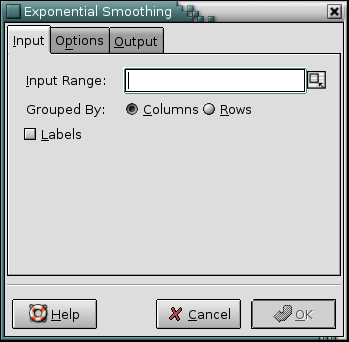 Exponential Smoothing
Input Options Output
Input Range:
Grouped By: Columns Rows
Labels
Help Cancel OK